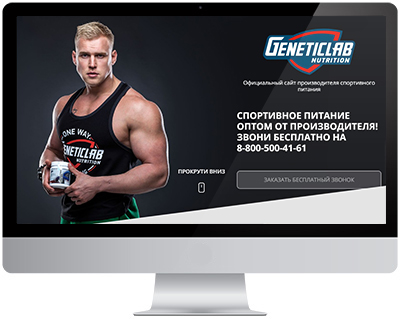 GENETICLAB
NUTRITION
Официальный сайт производителя спортивного
питания
СПОРТИВНОЕ ПИТАНИЕ
ОПТОМ ОТ ПРОИЗВОДИТЕЛЯ!
ЗВОНИ БЕСПЛАТНО НА
8-800-500-41-61
ПРОКРУТИ ВНИЗ
ЗАКАЗАТЬ БЕСПЛАТНЫЙ ЗВОНОК
ONE WAY
GENETICLAB
NUTRITION